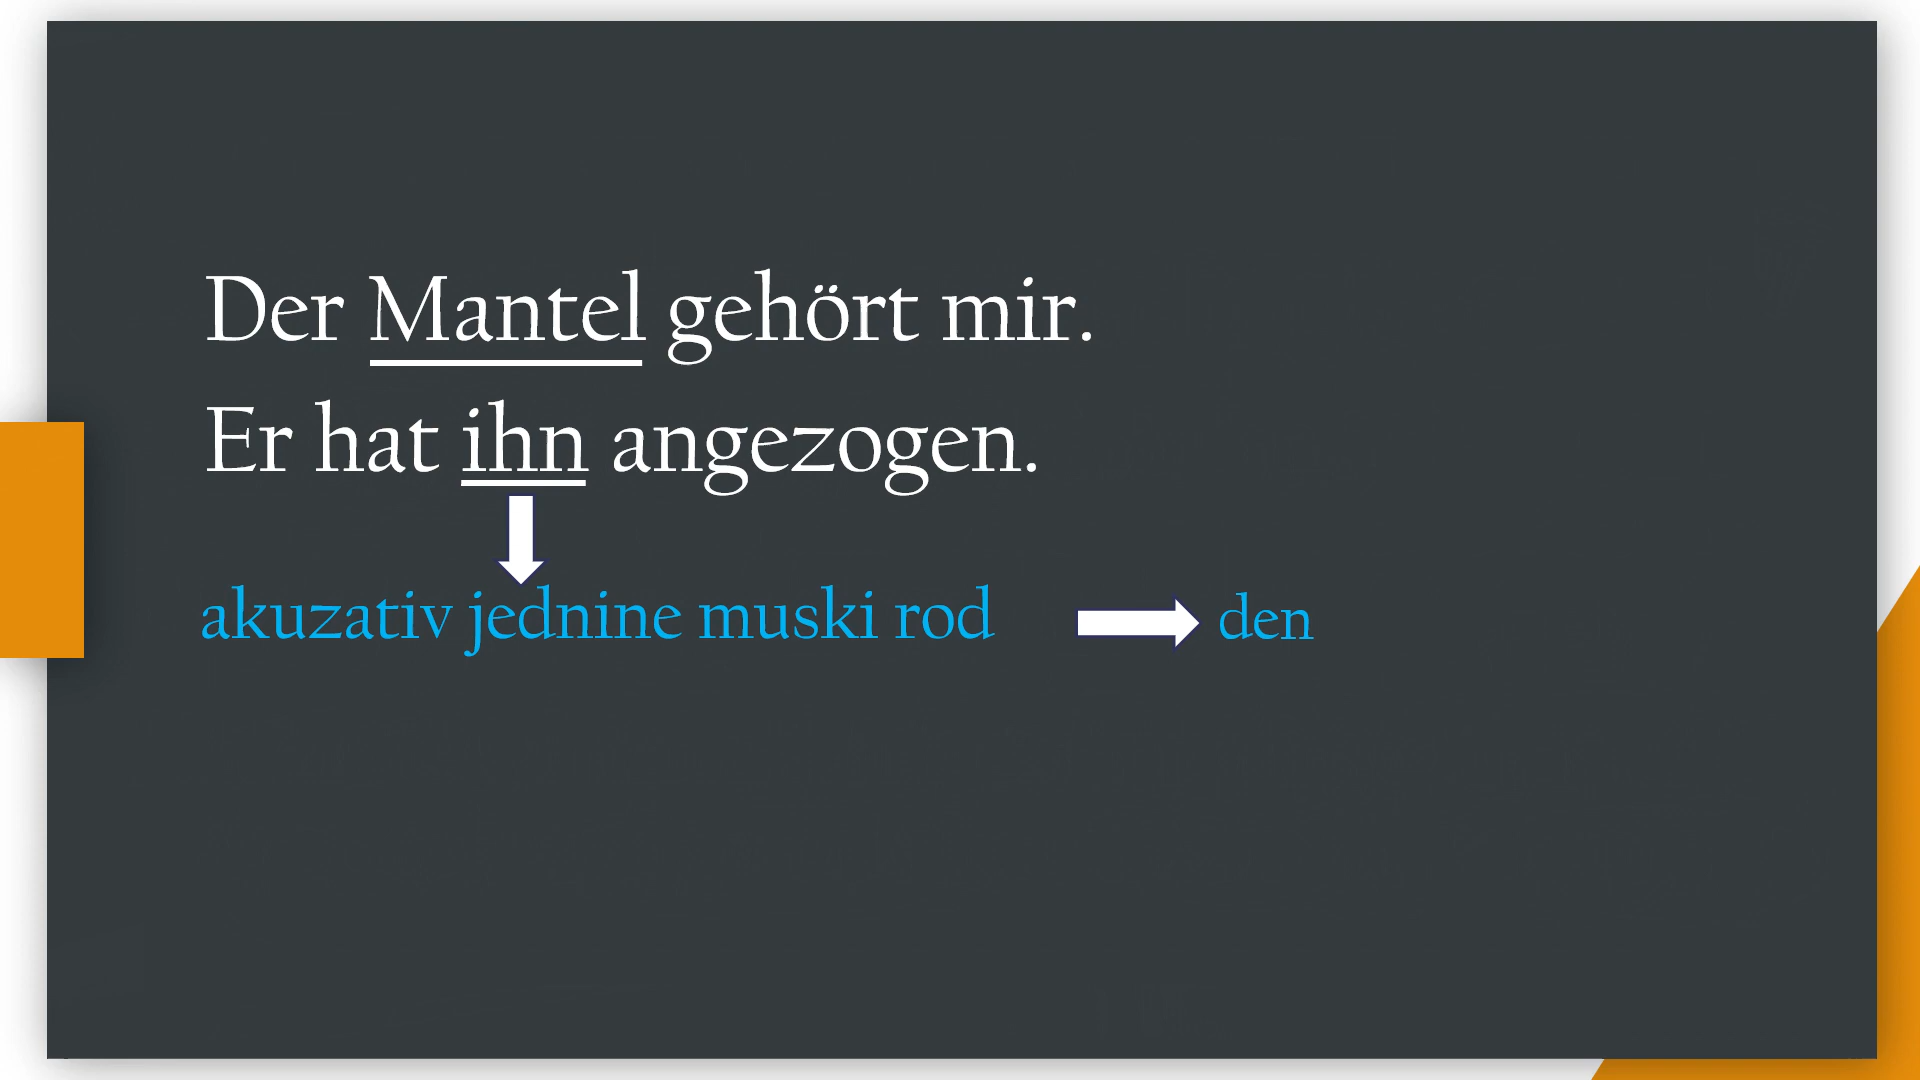 Der Mantel gehört mir.
Er hat ihn angezogen.
akuzativ jednine muski rod den